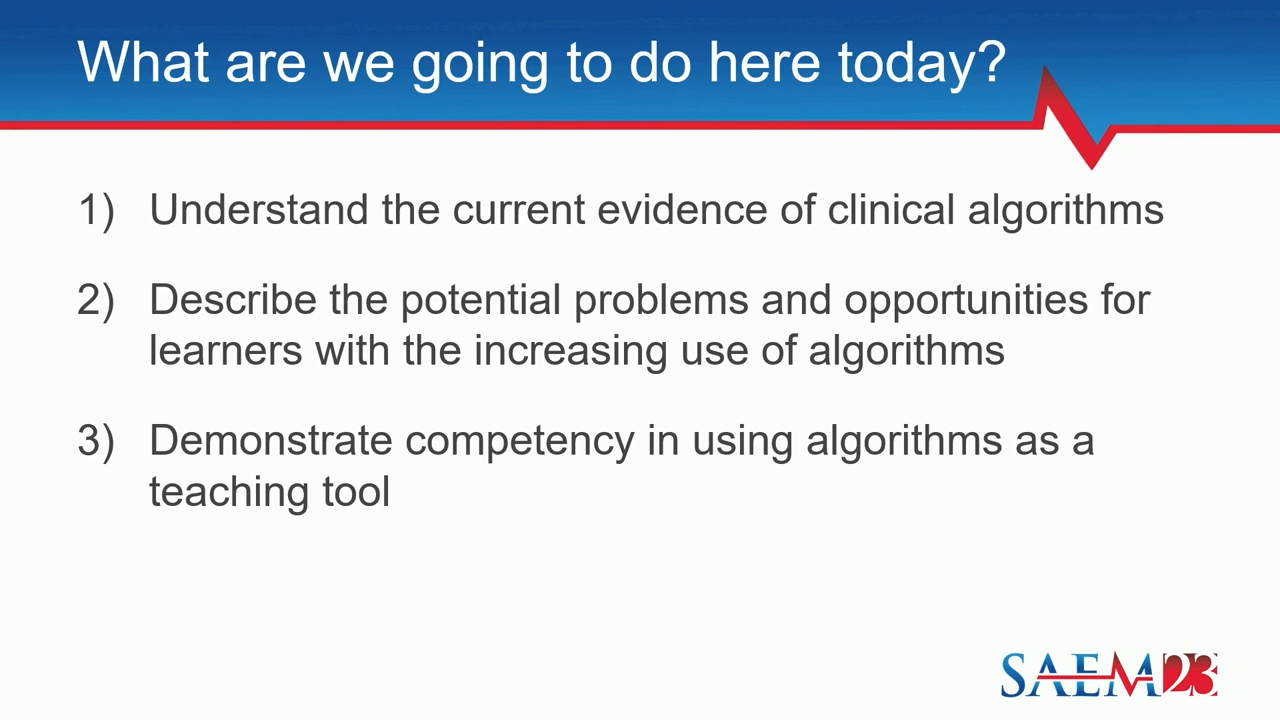 What are we going to do here today?
1) Understand the current evidence of clinical algorithms
2) Describe the potential problems and opportunities for
learners with the increasing use of algorithms
3) Demonstrate competency in using algorithms as a
teaching tool
SAEM23